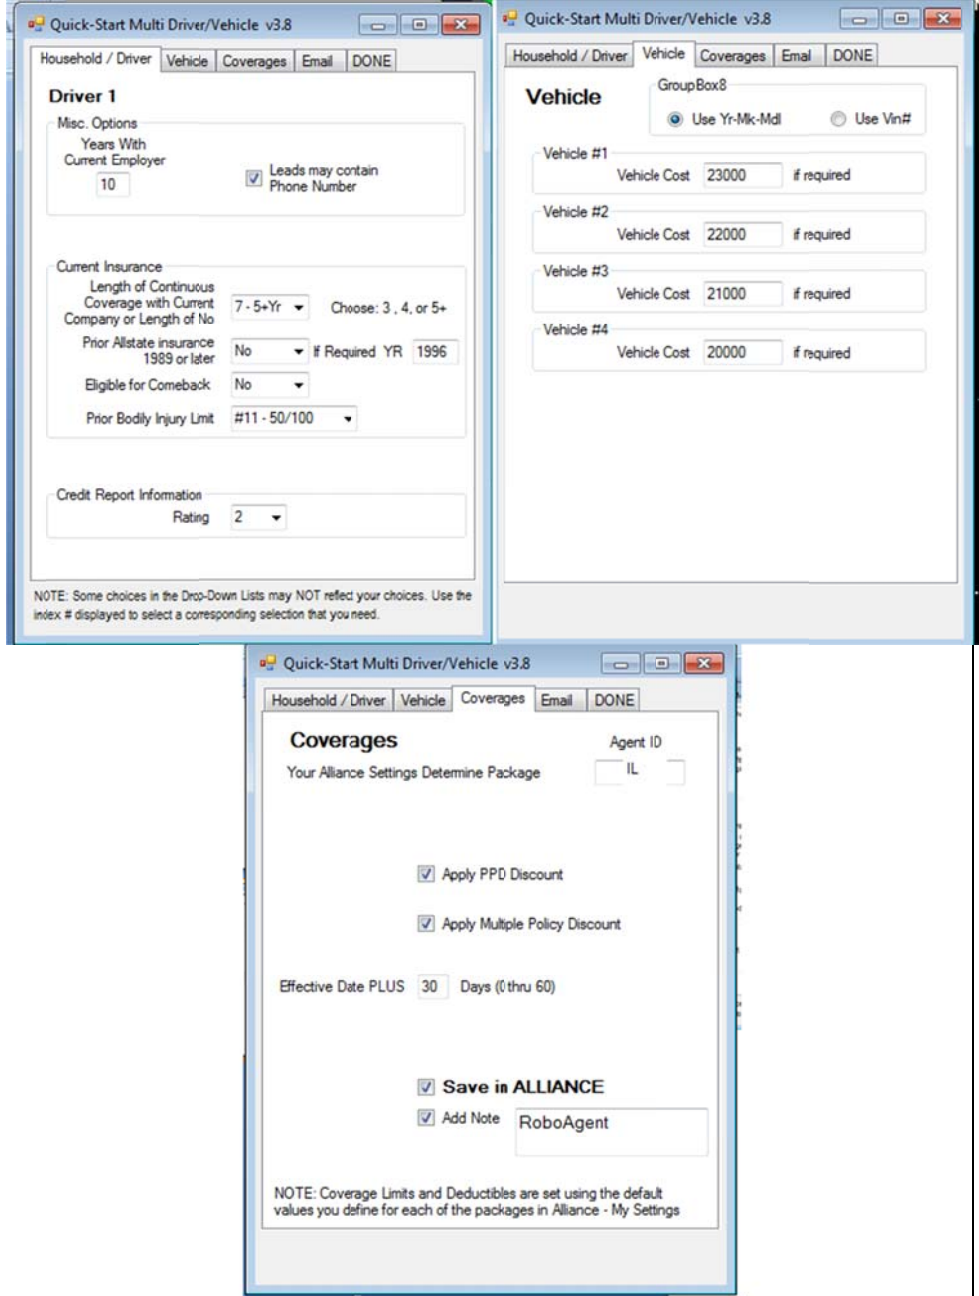 Quick-Start Multi Driver/Vehicle v3.8
Household / Driver Vehicle Coverages Email DONE
Driver 1
Misc. Options
Years With
Current Employer
10
Leads may contain
Phone Number
Current Insurance
Length of Continuous
Coverage with Current
Company or Length of No
7 - 5+Yr Choose: 3 , 4, or 5+
Prior Allstate insurance
1989 or later
No If Required YR 1996
Eligible for Comeback No
Prior Bodily Injury Limit #11 - 50/100
Credit Report Information
Rating 2
NOTE: Some choices in the Drop-Down Lists may NOT reflect your choices. Use the
index # displayed to select a corresponding selection that you need.
Quick-Start Multi Driver/Vehicle v3.8
Household / Driver Vehicle Coverages Email DONE
Vehicle
GroupBox8
Use Yr-Mk-Mdl Use Vin#
Vehicle #1
Vehicle Cost 23000 if required
Vehicle #2
Vehicle Cost 22000 if required
Vehicle #3
Vehicle Cost 21000 if required
Vehicle #4
Vehicle Cost 20000 if required
Quick-Start Multi Driver/Vehicle v3.8
Household / Driver Vehicle Coverages Email DONE
Coverages
Agent ID
Your Alliance Settings Determine Package
IL
Apply PPD Discount
Apply Multiple Policy Discount
Effective Date PLUS 30 Days (0 thru 60)
Save in ALLIANCE
Add Note RoboAgent
NOTE: Coverage Limits and Deductibles are set using the default
values you define for each of the packages in Alliance - My Settings